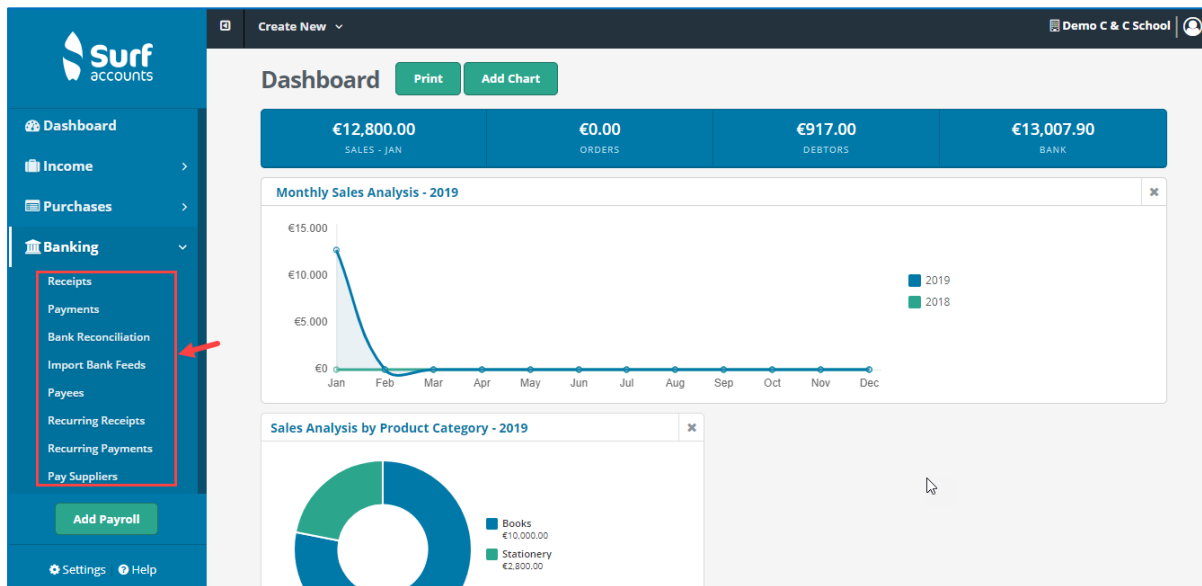 Surf
accounts
Create New
Demo C & C School
Dashboard
Income
Purchases
Banking
Receipts
Payments
Bank Reconciliation
Import Bank Feeds
Payees
Recurring Receipts
Recurring Payments
Pay Suppliers
Add Payroll
Settings Help
Dashboard Print Add Chart
€12,800.00 €0.00 €917.00 €13,007.90
SALES - JAN ORDERS DEBTORS BANK
Monthly Sales Analysis - 2019
€15.000
€10.000
€5.000
€0
Jan Feb Mar Apr May Jun Jul Aug Sep Oct Nov Dec
2019
2018
Sales Analysis by Product Category - 2019
Books
€10,000.00
Stationery
€2,800.00